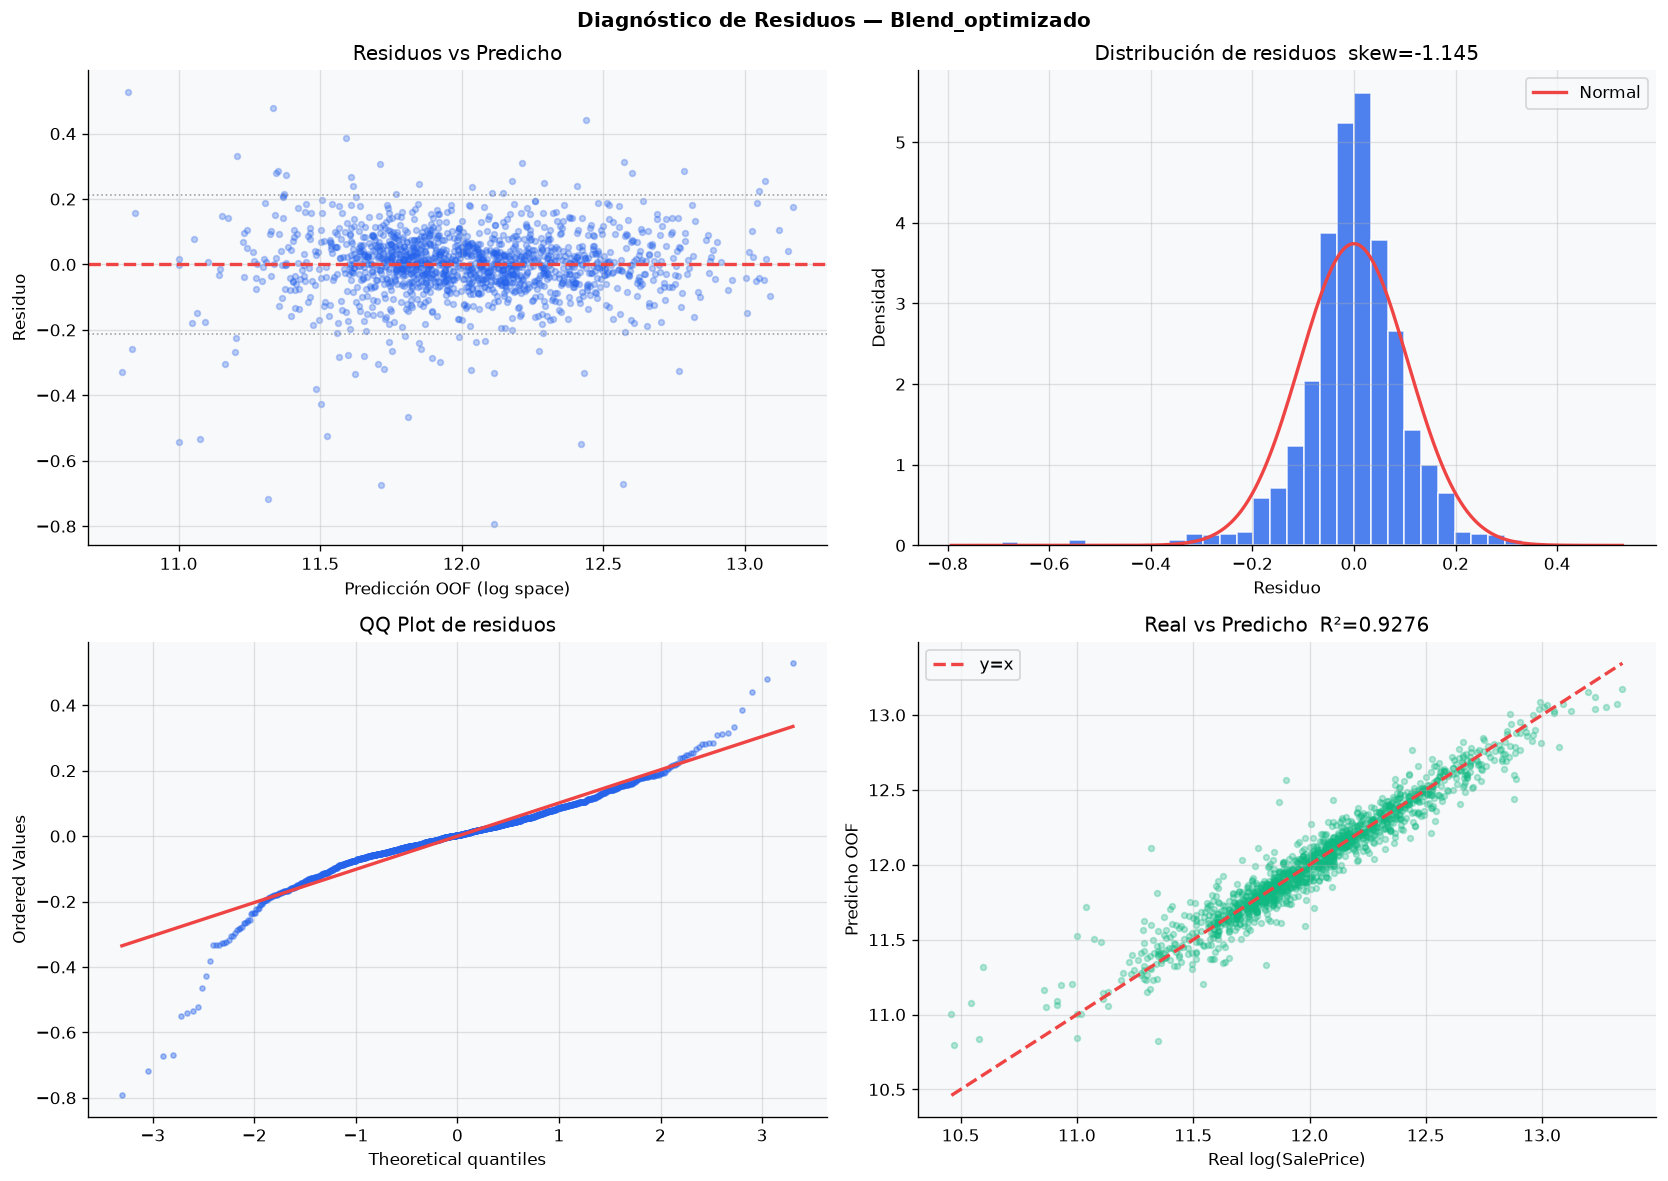 Diagnóstico de Residuos — Blend_optimizado
Residuos vs Predicho
0.4
0.2
0.0
−0.2
−0.4
−0.6
−0.8
Residuo
11.0 11.5 12.0 12.5 13.0
Predicción OOF (log space)
Distribución de residuos skew=-1.145
Normal
5
4
3
2
1
0
Densidad
−0.8 −0.6 −0.4 −0.2 0.0 0.2 0.4
Residuo
QQ Plot de residuos
0.4
0.2
0.0
−0.2
−0.4
−0.6
−0.8
Ordered Values
−3 −2 −1 0 1 2 3
Theoretical quantiles
Real vs Predicho R²=0.9276
y=x
13.0
12.5
12.0
11.5
11.0
10.5
Predicho OOF
10.5 11.0 11.5 12.0 12.5 13.0
Real log(SalePrice)